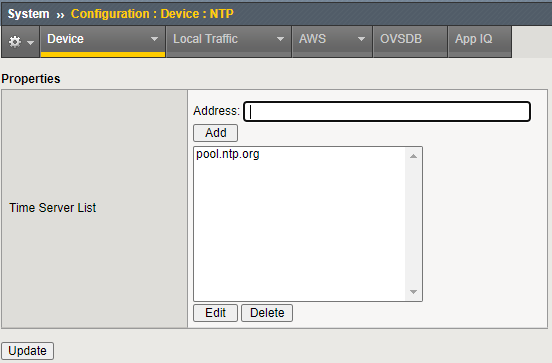 System ›› Configuration : Device : NTP
Device Local Traffic AWS OVSDB App IQ
Properties
Address:
Add
pool.ntp.org
Time Server List
Edit Delete
Update